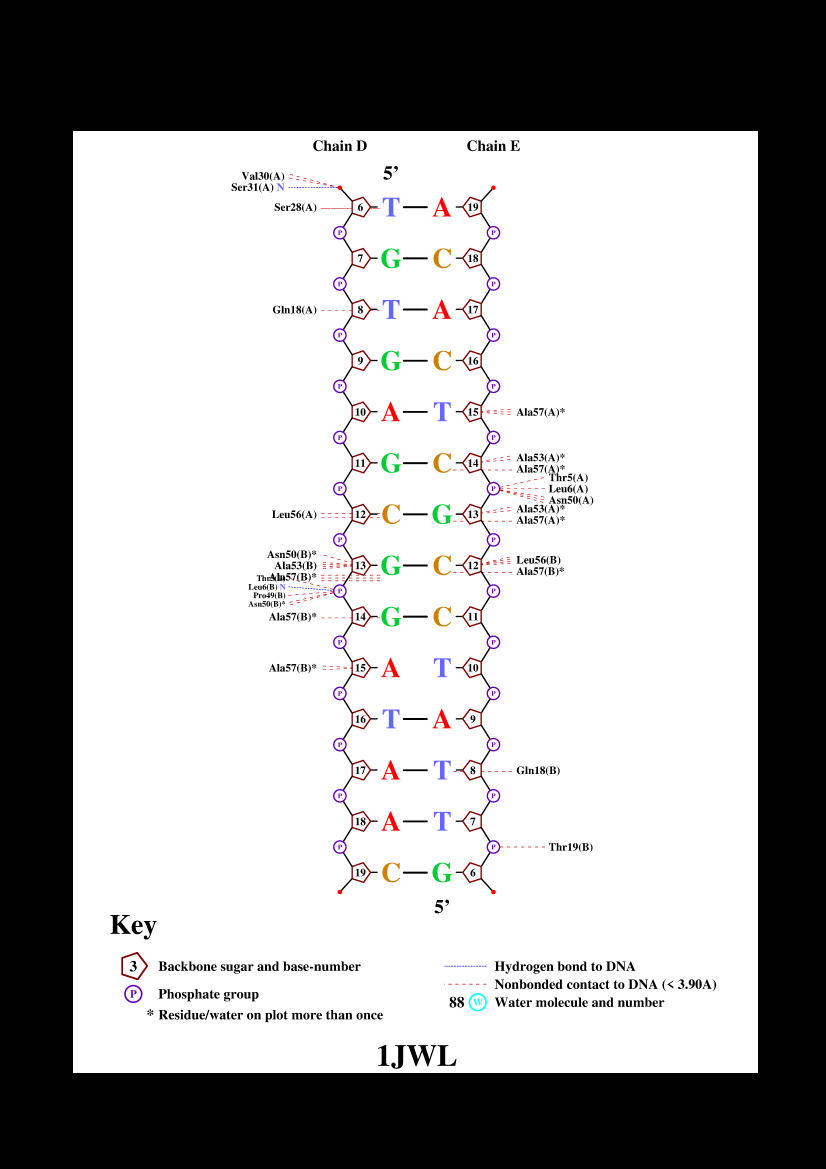 Chain D Chain E
5’
Val30(A)
Ser31(A) N
Ser28(A) 6 T A 19
P P
7 G C 18
P P
Gln18(A) 8 T A 17
P P
9 G C 16
P P
10 A T 15 Ala57(A)*
P P
11 G C 14 Ala53(A)*
Ala57(A)*
Thr5(A)
P P Leu6(A)
Asn50(A)
Leu56(A) 12 C G 13 Ala53(A)*
Ala57(A)*
P P
Asn50(B)*
Ala53(B) 13 G C 12 Leu56(B)
Ala57(B)* Ala57(B)*
Leu6(B) N P P
Pro49(B)
Asn50(B)*
Ala57(B)* 14 G C 11
P P
Ala57(B)* 15 A T 10
P P
16 T A 9
P P
17 A T 8 Gln18(B)
P P
18 A T 7
P P Thr19(B)
19 C G 6
5’
Key
3 Backbone sugar and base-number
P Phosphate group
* Residue/water on plot more than once
Hydrogen bond to DNA
Nonbonded contact to DNA (< 3.90A)
88 W Water molecule and number
1JWL